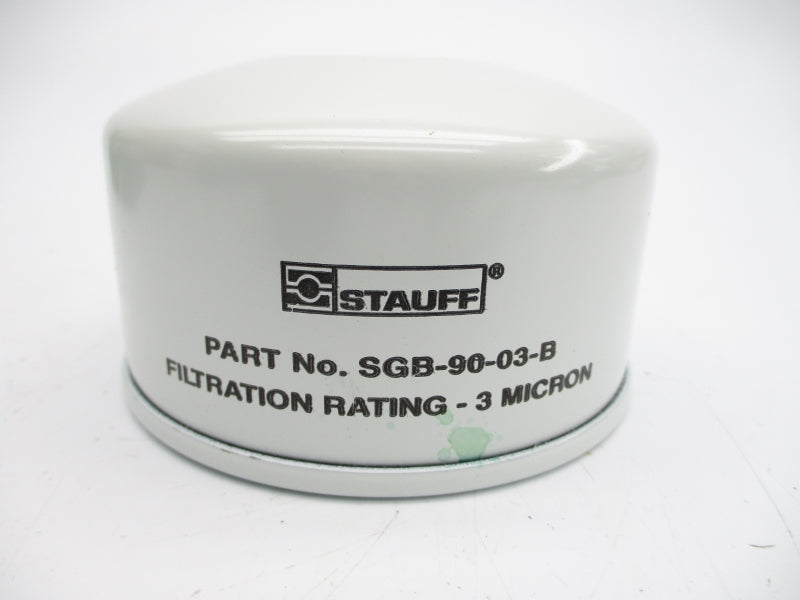 STAUFF®
PART No. SGB-90-03-B
FILTRATION RATING - 3 MICRON